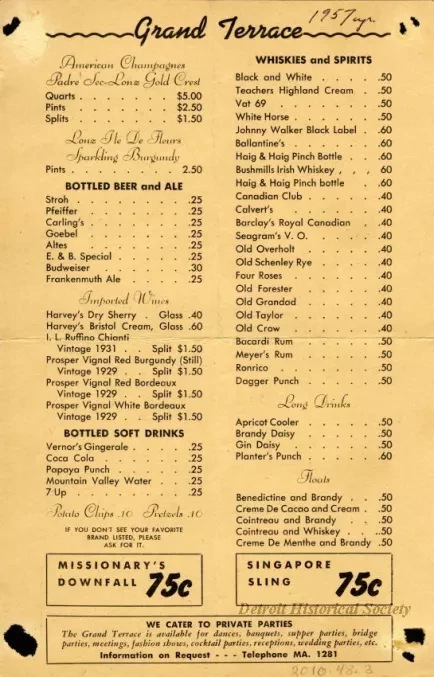 1957 apr.
Grand Terrace
American Champagnes
Padre Sec-Lonz Gold Crest
Quarts . . . . . . . $5.00
Pints . . . . . . . $2.50
Splits . . . . . . . $1.50
Lonz Ile De Fleurs
Sparkling Burgundy
Pints . . . . . . . 2.50
BOTTLED BEER and ALE
Stroh . . . . . . . .25
Pfeiffer . . . . . . . .25
Carling's . . . . . . . .25
Goebel . . . . . . . .25
Altes . . . . . . . .25
E. & B. Special . . . . . .25
Budweiser . . . . . . .30
Frankenmuth Ale . . . . . .25
Imported Wines
Harvey's Dry Sherry . Glass .40
Harvey's Bristol Cream, Glass .60
I. L. Ruffino Chianti
Vintage 1931 . . Split $1.50
Prosper Vignal Red Burgundy (Still)
Vintage 1929 . . Split $1.50
Prosper Vignal Red Bordeaux
Vintage 1929 . . Split $1.50
Prosper Vignal White Bordeaux
Vintage 1929 . . Split $1.50
BOTTLED SOFT DRINKS
Vernor's Gingerale . . . . .25
Coca Cola . . . . . . .25
Papaya Punch . . . . . .25
Mountain Valley Water . . . .25
7 Up . . . . . . . .25
Potato Chips .10 Pretzels .10
IF YOU DON'T SEE YOUR FAVORITE
BRAND LISTED, PLEASE
ASK FOR IT.
MISSIONARY'S
DOWNFALL 75c
WHISKIES and SPIRITS
Black and White . . . . .50
Teachers Highland Cream . .50
Vat 69 . . . . . . . .50
White Horse . . . . . . .50
Johnny Walker Black Label . .60
Ballantine's . . . . . . .60
Haig & Haig Pinch Bottle . . .60
Bushmills Irish Whiskey , , , 60
Haig & Haig Pinch bottle . . .60
Canadian Club . . . . . .40
Calvert's . . . . . . .40
Barclay's Royal Canadian . .40
Seagram's V. O. . . . . .40
Old Overholt . . . . . .40
Old Schenley Rye . . . . .40
Four Roses . . . . . . .40
Old Forester . . . . . .40
Old Grandad . . . . . .40
Old Taylor . . . . . . .40
Old Crow . . . . . . .40
Bacardi Rum . . . . . .50
Meyer's Rum . . . . . .50
Ronrico . . . . . . . .50
Dagger Punch . . . . . .50
Long Drinks
Apricot Cooler . . . . . .50
Brandy Daisy . . . . . .50
Gin Daisy . . . . . . .50
Planter's Punch . . . . . .60
Floats
Benedictine and Brandy . . .50
Creme De Cacao and Cream . .50
Cointreau and Brandy . . .50
Cointreau and Whiskey . . .50
Creme De Menthe and Brandy .50
SINGAPORE
SLING 75c
Detroit Historical Society
WE CATER TO PRIVATE PARTIES
The Grand Terrace is available for dances, banquets, supper parties, bridge
parties, meetings, fashion shows, cocktail parties, receptions, wedding parties, etc.
Information on Request - - - Telephone MA. 1281
2010.48.3